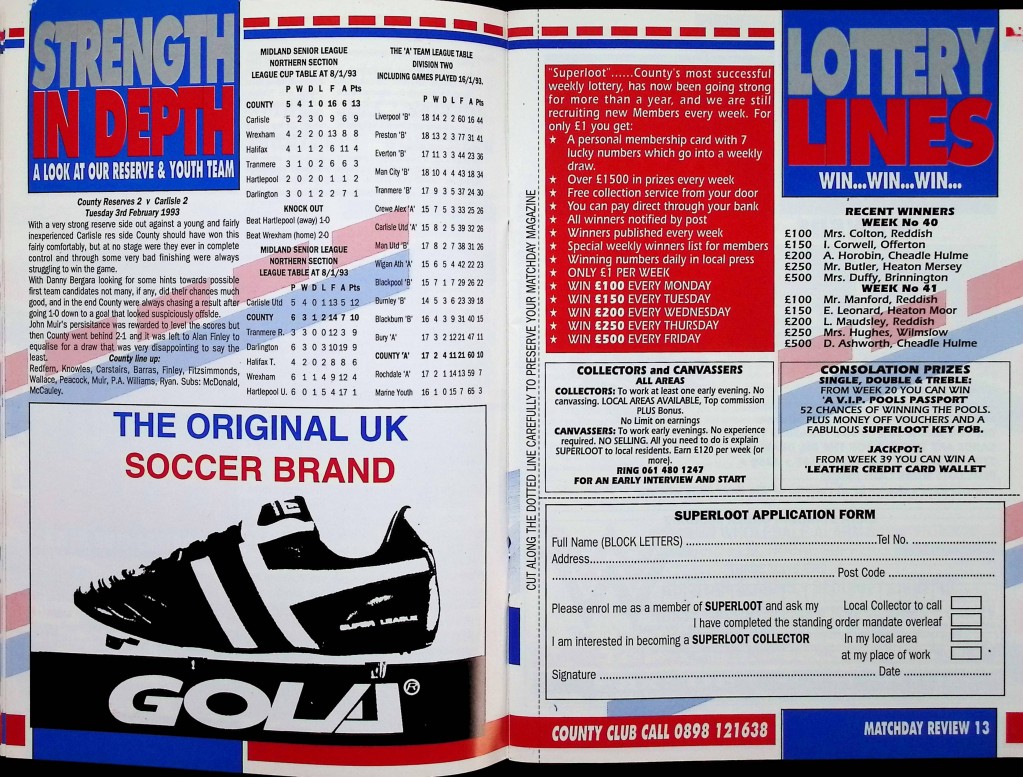 STRENGTH
IN DEPTH
A LOOK AT OUR RESERVE & YOUTH TEAM
County Reserves 2 v Carlisle 2
Tuesday 3rd February 1993
With a very strong reserve side out against a young and fairly
inexperienced Carlisle res side County should have won this
fairly comfortably, but at no stage were they ever in complete
control and through some very bad finishing were always
struggling to win the game.
With Danny Bergara looking for some hints towards possible
first team candidates not many, if any, did their chances much
good, and in the end County were always chasing a result after
going 1-0 down to a goal that looked suspiciously offside.
John Muir's persisitance was rewarded to level the scores but
then County went behind 2-1 and it was left to Alan Finley to
equalise for a draw that was very disappointing to say the
least.
County line up:
Redfern, Knowles, Carstairs, Barras, Finley, Fitzsimmonds,
Wallace, Peacock, Muir, P.A. Williams, Ryan. Subs: McDonald,
McCauley.
MIDLAND SENIOR LEAGUE
NORTHERN SECTION
LEAGUE CUP TABLE AT 8/1/93
P W D L F A Pts
COUNTY 5 4 1 0 16 6 13
Carlisle 5 2 3 0 9 6 9
Wrexham 4 2 2 0 13 8 8
Halifax 4 1 1 2 6 11 4
Tranmere 3 1 0 2 6 6 3
Hartlepool 2 0 2 0 1 1 2
Darlington 3 0 1 2 2 7 1
KNOCK OUT
Beat Hartlepool (away) 1-0
Beat Wrexham (home) 2-0
MIDLAND SENIOR LEAGUE
NORTHERN SECTION
LEAGUE TABLE AT 8/1/93
P W D L F A Pts
Carlisle Utd 5 4 0 1 13 5 12
COUNTY 6 3 1 2 14 7 10
Tranmere R. 3 3 0 0 12 3 9
Darlington 6 3 0 3 10 19 9
Halifax T. 4 2 0 2 8 8 6
Wrexham 6 1 1 4 9 12 4
Hartlepool U. 6 0 1 5 4 17 1
THE 'A' TEAM LEAGUE TABLE
DIVISION TWO
INCLUDING GAMES PLAYED 16/1/93.
P W D L F A Pts
Liverpool 'B' 18 14 2 2 60 16 44
Preston 'B' 18 13 2 3 77 31 41
Everton 'B' 17 11 3 3 44 23 36
Man City 'B' 18 10 4 4 43 18 34
Tranmere 'B' 17 9 3 5 37 24 30
Crewe Alex 'A' 15 7 5 3 33 25 26
Carlisle Utd 'A' 15 8 2 5 39 32 26
Man Utd 'B' 17 8 2 7 38 31 26
Wigan Ath 'A' 15 6 5 4 42 22 23
Blackpool 'B' 15 7 1 7 29 26 22
Burnley 'B' 14 5 3 6 23 39 18
Blackburn 'B' 16 4 3 9 31 40 15
Bury 'A' 17 3 2 12 21 47 11
COUNTY 'A' 17 2 4 11 21 60 10
Rochdale 'A' 17 2 1 14 13 59 7
Marine Youth 16 1 0 15 7 65 3
THE ORIGINAL UK
SOCCER BRAND
SUPER LEAGUE
GOLA®
CUT ALONG THE DOTTED LINE CAREFULLY TO PRESERVE YOUR MATCHDAY MAGAZINE
"Superloot"......County's most successful
weekly lottery, has now been going strong
for more than a year, and we are still
recruiting new Members every week. For
only £1 you get:
★ A personal membership card with 7
lucky numbers which go into a weekly
draw.
★ Over £1500 in prizes every week
★ Free collection service from your door
★ You can pay direct through your bank
★ All winners notified by post
★ Winners published every week
★ Special weekly winners list for members
★ Winning numbers daily in local press
★ ONLY £1 PER WEEK
★ WIN £100 EVERY MONDAY
★ WIN £150 EVERY TUESDAY
★ WIN £200 EVERY WEDNESDAY
★ WIN £250 EVERY THURSDAY
★ WIN £500 EVERY FRIDAY
LOTTERY
LINES
WIN...WIN...WIN...
RECENT WINNERS
WEEK No 40
£100 Mrs. Colton, Reddish
£150 I. Corwell, Offerton
£200 A. Horobin, Cheadle Hulme
£250 Mr. Butler, Heaton Mersey
£500 Mrs. Duffy, Brinnington
WEEK No 41
£100 Mr. Manford, Reddish
£150 E. Leonard, Heaton Moor
£200 L. Maudsley, Reddish
£250 Mrs. Hughes, Wilmslow
£500 D. Ashworth, Cheadle Hulme
COLLECTORS and CANVASSERS
ALL AREAS
COLLECTORS: To work at least one early evening. No
canvassing. LOCAL AREAS AVAILABLE, Top commission
PLUS Bonus.
No Limit on earnings
CANVASSERS: To work early evenings. No experience
required. NO SELLING. All you need to do is explain
SUPERLOOT to local residents. Earn £120 per week (or
more).
RING 061 480 1247
FOR AN EARLY INTERVIEW AND START
CONSOLATION PRIZES
SINGLE, DOUBLE & TREBLE:
FROM WEEK 20 YOU CAN WIN
'A V.I.P. POOLS PASSPORT'
52 CHANCES OF WINNING THE POOLS.
PLUS MONEY OFF VOUCHERS AND A
FABULOUS SUPERLOOT KEY FOB.
JACKPOT:
FROM WEEK 39 YOU CAN WIN A
'LEATHER CREDIT CARD WALLET'
SUPERLOOT APPLICATION FORM
Full Name (BLOCK LETTERS) ........................Tel No. ........................
Address........................
........................ Post Code ........................
Please enrol me as a member of SUPERLOOT and ask my Local Collector to call
I have completed the standing order mandate overleaf
I am interested in becoming a SUPERLOOT COLLECTOR In my local area
at my place of work
Signature ........................ Date ........................
COUNTY CLUB CALL 0898 121638
MATCHDAY REVIEW 13